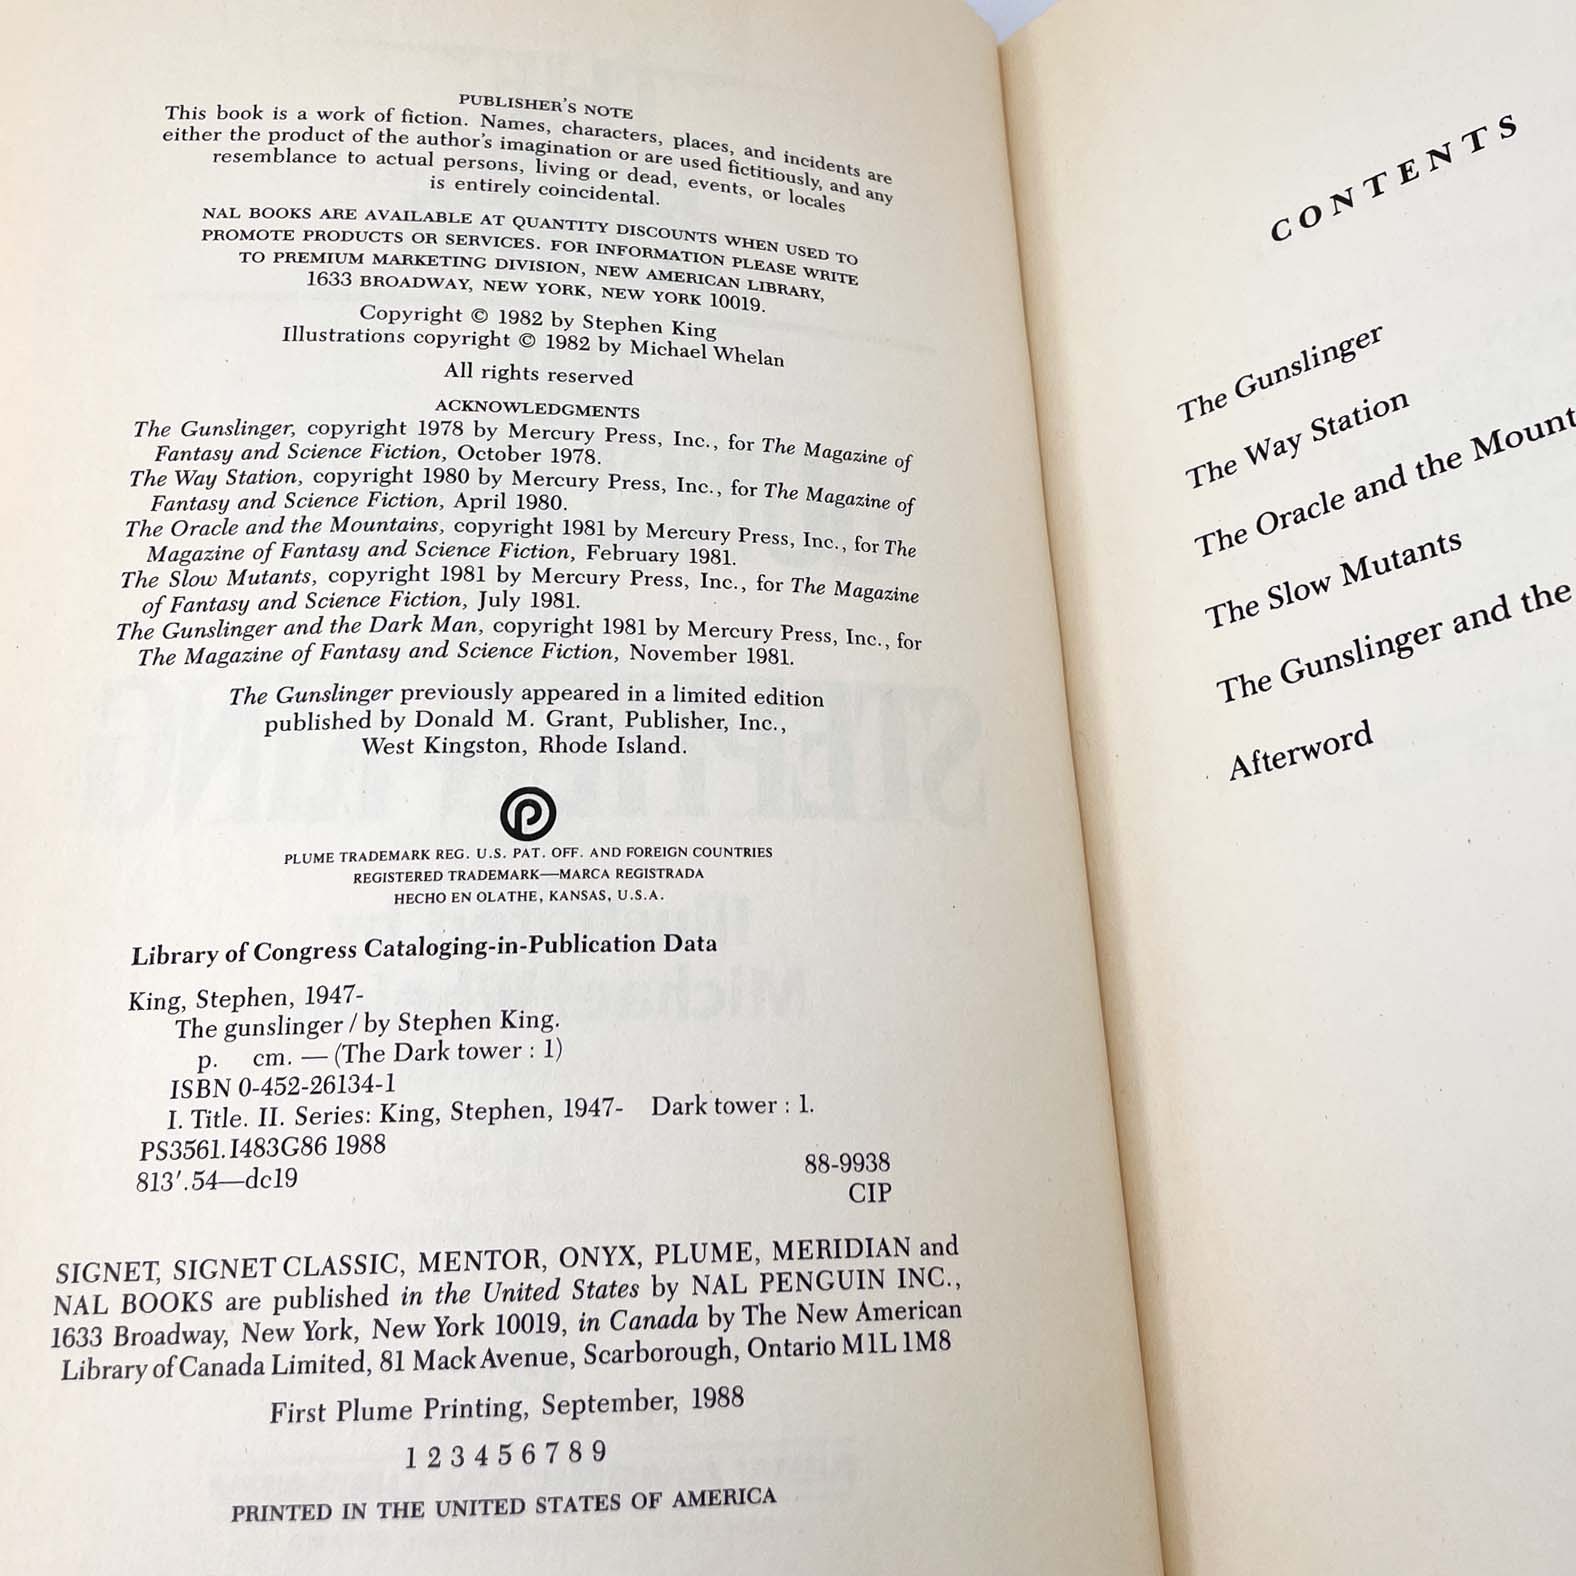 PUBLISHER'S NOTE
This book is a work of fiction. Names, characters, places, and incidents are
either the product of the author's imagination or are used fictitiously, and any
resemblance to actual persons, living or dead, events, or locales
is entirely coincidental.
NAL BOOKS ARE AVAILABLE AT QUANTITY DISCOUNTS WHEN USED TO
PROMOTE PRODUCTS OR SERVICES. FOR INFORMATION PLEASE WRITE
TO PREMIUM MARKETING DIVISION, NEW AMERICAN LIBRARY,
1633 BROADWAY, NEW YORK, NEW YORK 10019.
Copyright © 1982 by Stephen King
Illustrations copyright © 1982 by Michael Whelan
All rights reserved
ACKNOWLEDGMENTS
The Gunslinger, copyright 1978 by Mercury Press, Inc., for The Magazine of
Fantasy and Science Fiction, October 1978.
The Way Station, copyright 1980 by Mercury Press, Inc., for The Magazine of
Fantasy and Science Fiction, April 1980.
The Oracle and the Mountains, copyright 1981 by Mercury Press, Inc., for The
Magazine of Fantasy and Science Fiction, February 1981.
The Slow Mutants, copyright 1981 by Mercury Press, Inc., for The Magazine
of Fantasy and Science Fiction, July 1981.
The Gunslinger and the Dark Man, copyright 1981 by Mercury Press, Inc., for
The Magazine of Fantasy and Science Fiction, November 1981.
The Gunslinger previously appeared in a limited edition
published by Donald M. Grant, Publisher, Inc.,
West Kingston, Rhode Island.
PLUME TRADEMARK REG. U.S. PAT. OFF. AND FOREIGN COUNTRIES
REGISTERED TRADEMARK—MARCA REGISTRADA
HECHO EN OLATHE, KANSAS, U.S.A.
Library of Congress Cataloging-in-Publication Data
King, Stephen, 1947-
The gunslinger / by Stephen King.
p. cm. — (The Dark tower : 1)
ISBN 0-452-26134-1
I. Title. II. Series: King, Stephen, 1947- Dark tower : 1.
PS3561.I483G86 1988
813'.54—dc19
88-9938
CIP
SIGNET, SIGNET CLASSIC, MENTOR, ONYX, PLUME, MERIDIAN and
NAL BOOKS are published in the United States by NAL PENGUIN INC.,
1633 Broadway, New York, New York 10019, in Canada by The New American
Library of Canada Limited, 81 Mack Avenue, Scarborough, Ontario M1L 1M8
First Plume Printing, September, 1988
1 2 3 4 5 6 7 8 9
PRINTED IN THE UNITED STATES OF AMERICA
CONTENTS
The Gunslinger
The Way Station
The Oracle and the Mount
The Slow Mutants
The Gunslinger and the
Afterword